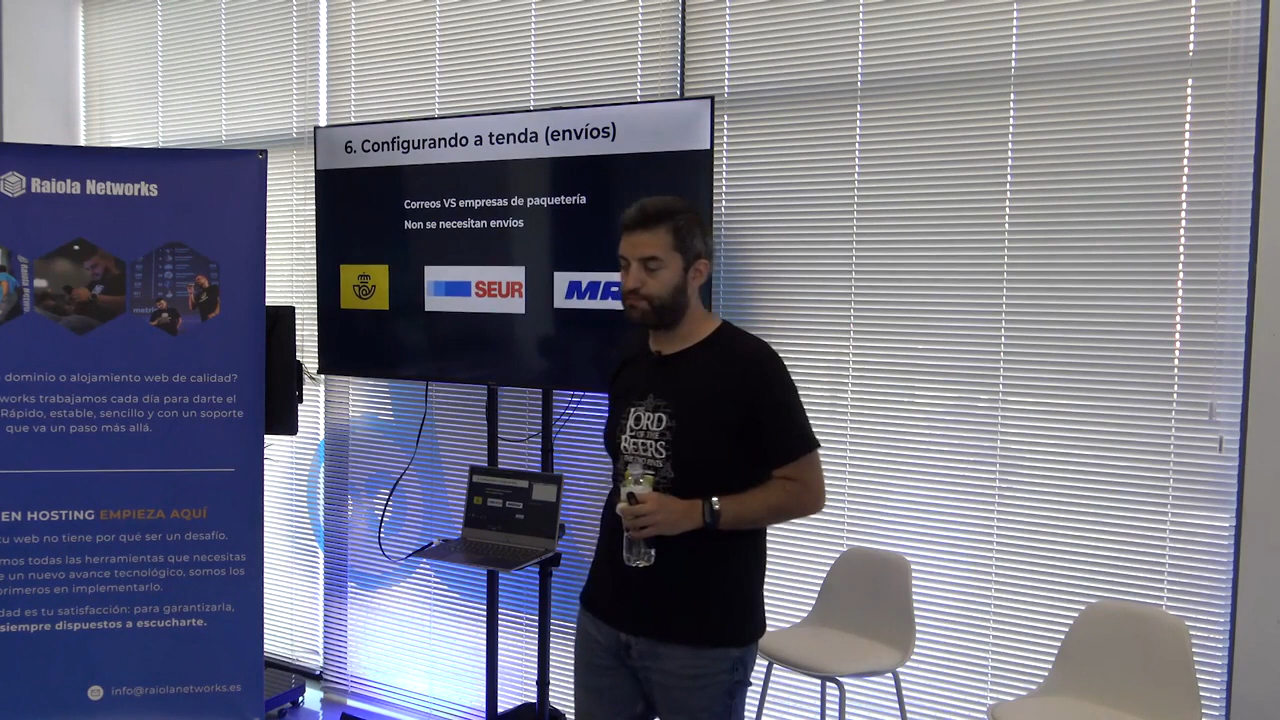 Raiola Networks
dominio o alojamiento web de calidad?
works trabajamos cada día para darte el
Rápido, estable, sencillo y con un soporte
que va un paso más allá.
EN HOSTING EMPIEZA AQUÍ
tu web no tiene por qué ser un desafío.
mos todas las herramientas que necesitas
e un nuevo avance tecnológico, somos los
primeros en implementarlo.
dad es tu satisfacción: para garantizarla,
siempre dispuestos a escucharte.
info@raiolanetworks.es
6. Configurando a tenda (envíos)
Correos VS empresas de paquetería
Non se necesitan envíos
SEUR
MR
LORD
OF THE
BEERS